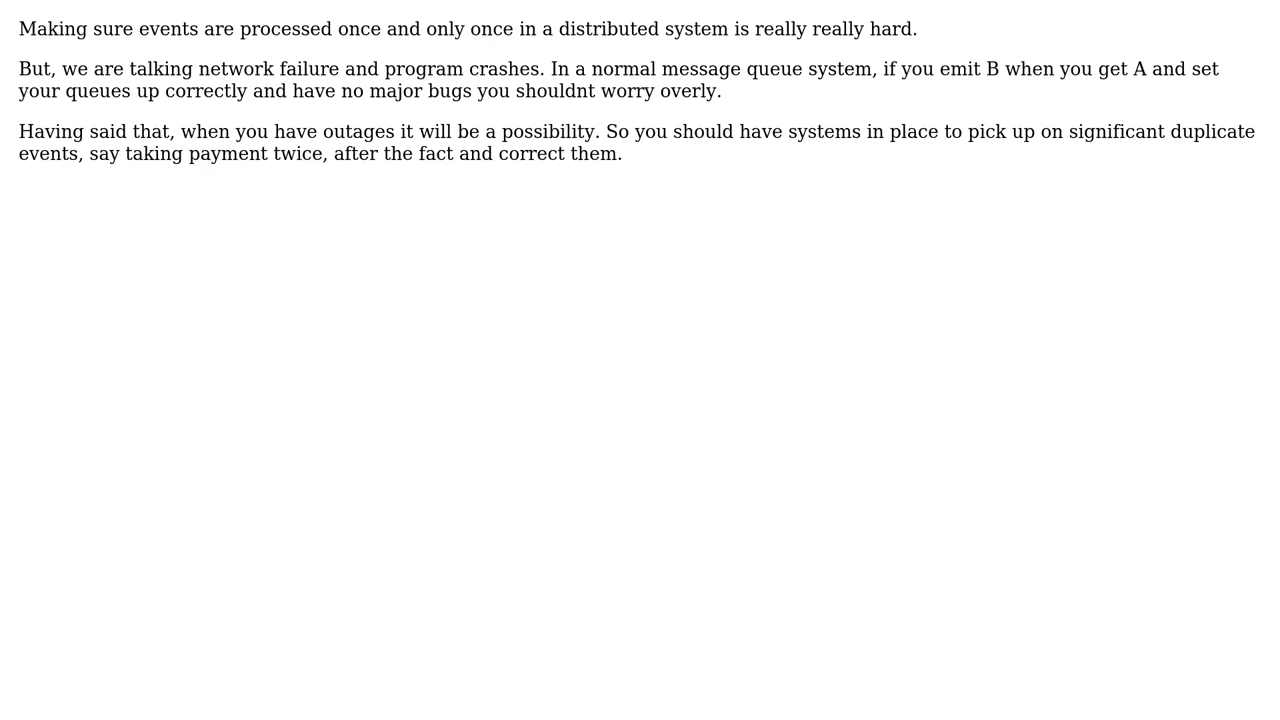 Making sure events are processed once and only once in a distributed system is really really hard.
But, we are talking network failure and program crashes. In a normal message queue system, if you emit B when you get A and set
your queues up correctly and have no major bugs you shouldnt worry overly.
Having said that, when you have outages it will be a possibility. So you should have systems in place to pick up on significant duplicate
events, say taking payment twice, after the fact and correct them.